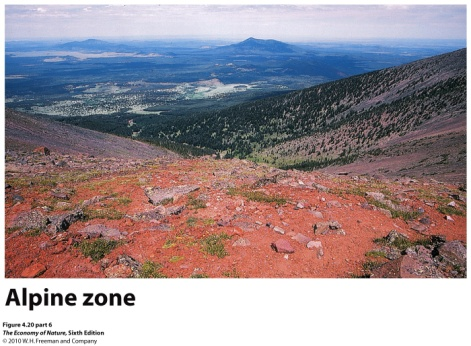 Alpine zone
Figure 4.20 part 6
The Economy of Nature, Sixth Edition
© 2010 W. H. Freeman and Company